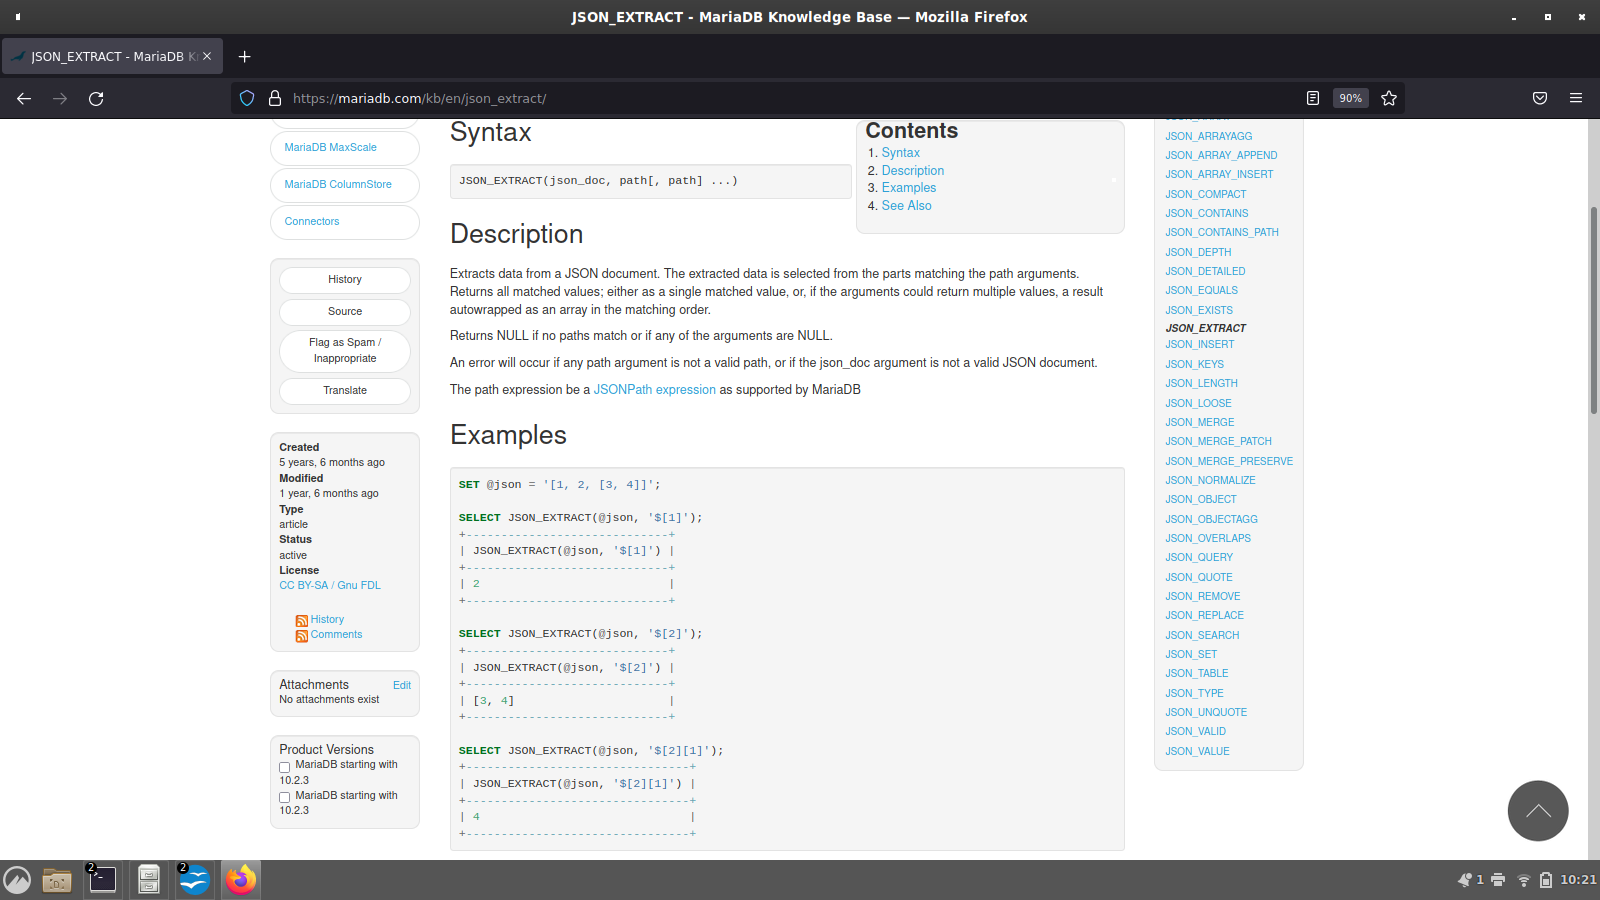 JSON_EXTRACT - MariaDB Knowledge Base — Mozilla Firefox
JSON_EXTRACT - MariaDB K
https://mariadb.com/kb/en/json_extract/
90%
MariaDB MaxScale
MariaDB ColumnStore
Connectors
History
Source
Flag as Spam /
Inappropriate
Translate
Created
5 years, 6 months ago
Modified
1 year, 6 months ago
Type
article
Status
active
License
CC BY-SA / Gnu FDL
History
Comments
Attachments Edit
No attachments exist
Product Versions
MariaDB starting with
10.2.3
MariaDB starting with
10.2.3
Syntax
JSON_EXTRACT(json_doc, path[, path] ...)
Contents
1. Syntax
2. Description
3. Examples
4. See Also
Description
Extracts data from a JSON document. The extracted data is selected from the parts matching the path arguments.
Returns all matched values; either as a single matched value, or, if the arguments could return multiple values, a result
autowrapped as an array in the matching order.
Returns NULL if no paths match or if any of the arguments are NULL.
An error will occur if any path argument is not a valid path, or if the json_doc argument is not a valid JSON document.
The path expression be a JSONPath expression as supported by MariaDB
Examples
SET @json = '[1, 2, [3, 4]]';
SELECT JSON_EXTRACT(@json, '$[1]');
+-----------------------------+
| JSON_EXTRACT(@json, '$[1]') |
+-----------------------------+
| 2                           |
+-----------------------------+
SELECT JSON_EXTRACT(@json, '$[2]');
+-----------------------------+
| JSON_EXTRACT(@json, '$[2]') |
+-----------------------------+
| [3, 4]                      |
+-----------------------------+
SELECT JSON_EXTRACT(@json, '$[2][1]');
+--------------------------------+
| JSON_EXTRACT(@json, '$[2][1]') |
+--------------------------------+
| 4                              |
+--------------------------------+
JSON_ARRAYAGG
JSON_ARRAY_APPEND
JSON_ARRAY_INSERT
JSON_COMPACT
JSON_CONTAINS
JSON_CONTAINS_PATH
JSON_DEPTH
JSON_DETAILED
JSON_EQUALS
JSON_EXISTS
JSON_EXTRACT
JSON_INSERT
JSON_KEYS
JSON_LENGTH
JSON_LOOSE
JSON_MERGE
JSON_MERGE_PATCH
JSON_MERGE_PRESERVE
JSON_NORMALIZE
JSON_OBJECT
JSON_OBJECTAGG
JSON_OVERLAPS
JSON_QUERY
JSON_QUOTE
JSON_REMOVE
JSON_REPLACE
JSON_SEARCH
JSON_SET
JSON_TABLE
JSON_TYPE
JSON_UNQUOTE
JSON_VALID
JSON_VALUE
2
2
1
10:21